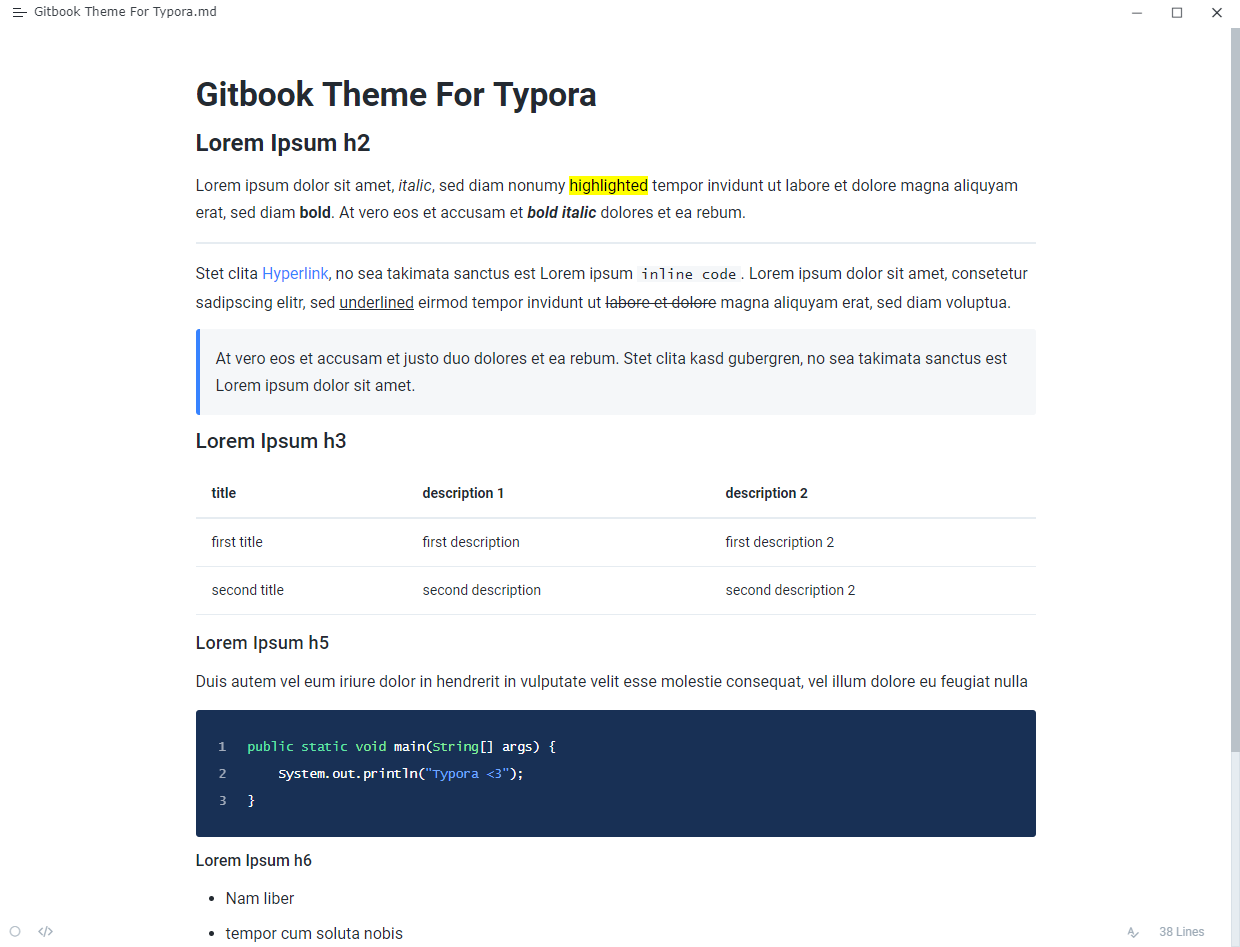 Gitbook Theme For Typora.md
Gitbook Theme For Typora
Lorem Ipsum h2
Lorem ipsum dolor sit amet, italic, sed diam nonumy highlighted tempor invidunt ut labore et dolore magna aliquyam
erat, sed diam bold. At vero eos et accusam et bold italic dolores et ea rebum.
Stet clita Hyperlink, no sea takimata sanctus est Lorem ipsum inline code. Lorem ipsum dolor sit amet, consetetur
sadipscing elitr, sed underlined eirmod tempor invidunt ut labore et dolore magna aliquyam erat, sed diam voluptua.
At vero eos et accusam et justo duo dolores et ea rebum. Stet clita kasd gubergren, no sea takimata sanctus est
Lorem ipsum dolor sit amet.
Lorem Ipsum h3
title description 1 description 2
first title first description first description 2
second title second description second description 2
Lorem Ipsum h5
Duis autem vel eum iriure dolor in hendrerit in vulputate velit esse molestie consequat, vel illum dolore eu feugiat nulla
1 public static void main(String[] args) {
2 System.out.println("Typora <3");
3 }
Lorem Ipsum h6
• Nam liber
• tempor cum soluta nobis
</> 38 Lines